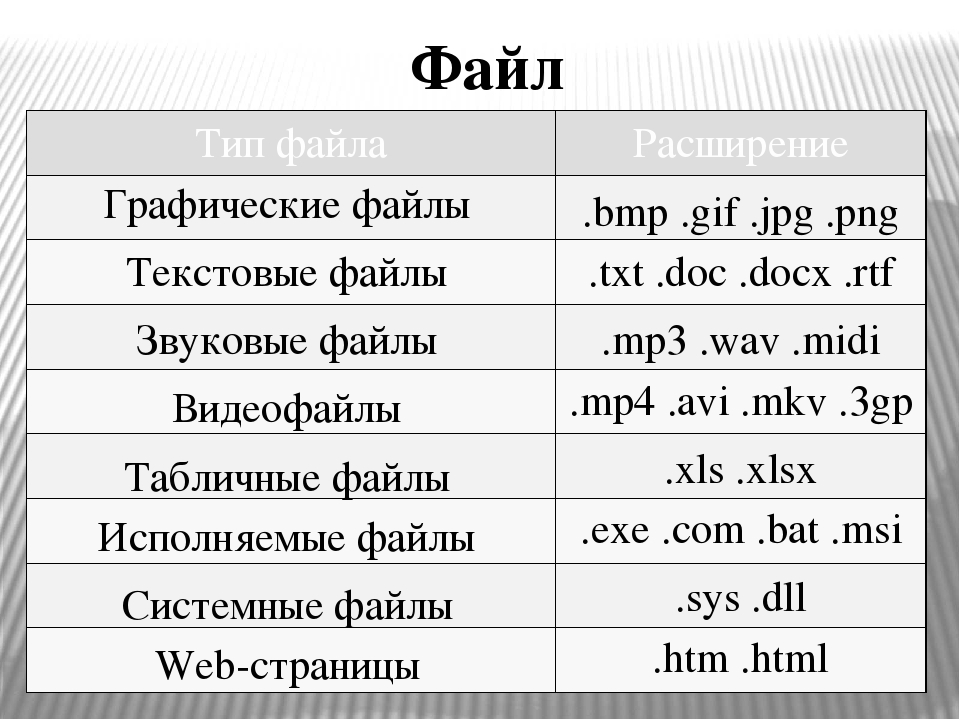 Файл
Тип файла Расширение
Графические файлы .bmp .gif .jpg .png
Текстовые файлы .txt .doc .docx .rtf
Звуковые файлы .mp3 .wav .midi
Видеофайлы .mp4 .avi .mkv .3gp
Табличные файлы .xls .xlsx
Исполняемые файлы .exe .com .bat .msi
Системные файлы .sys .dll
Web-страницы .htm .html